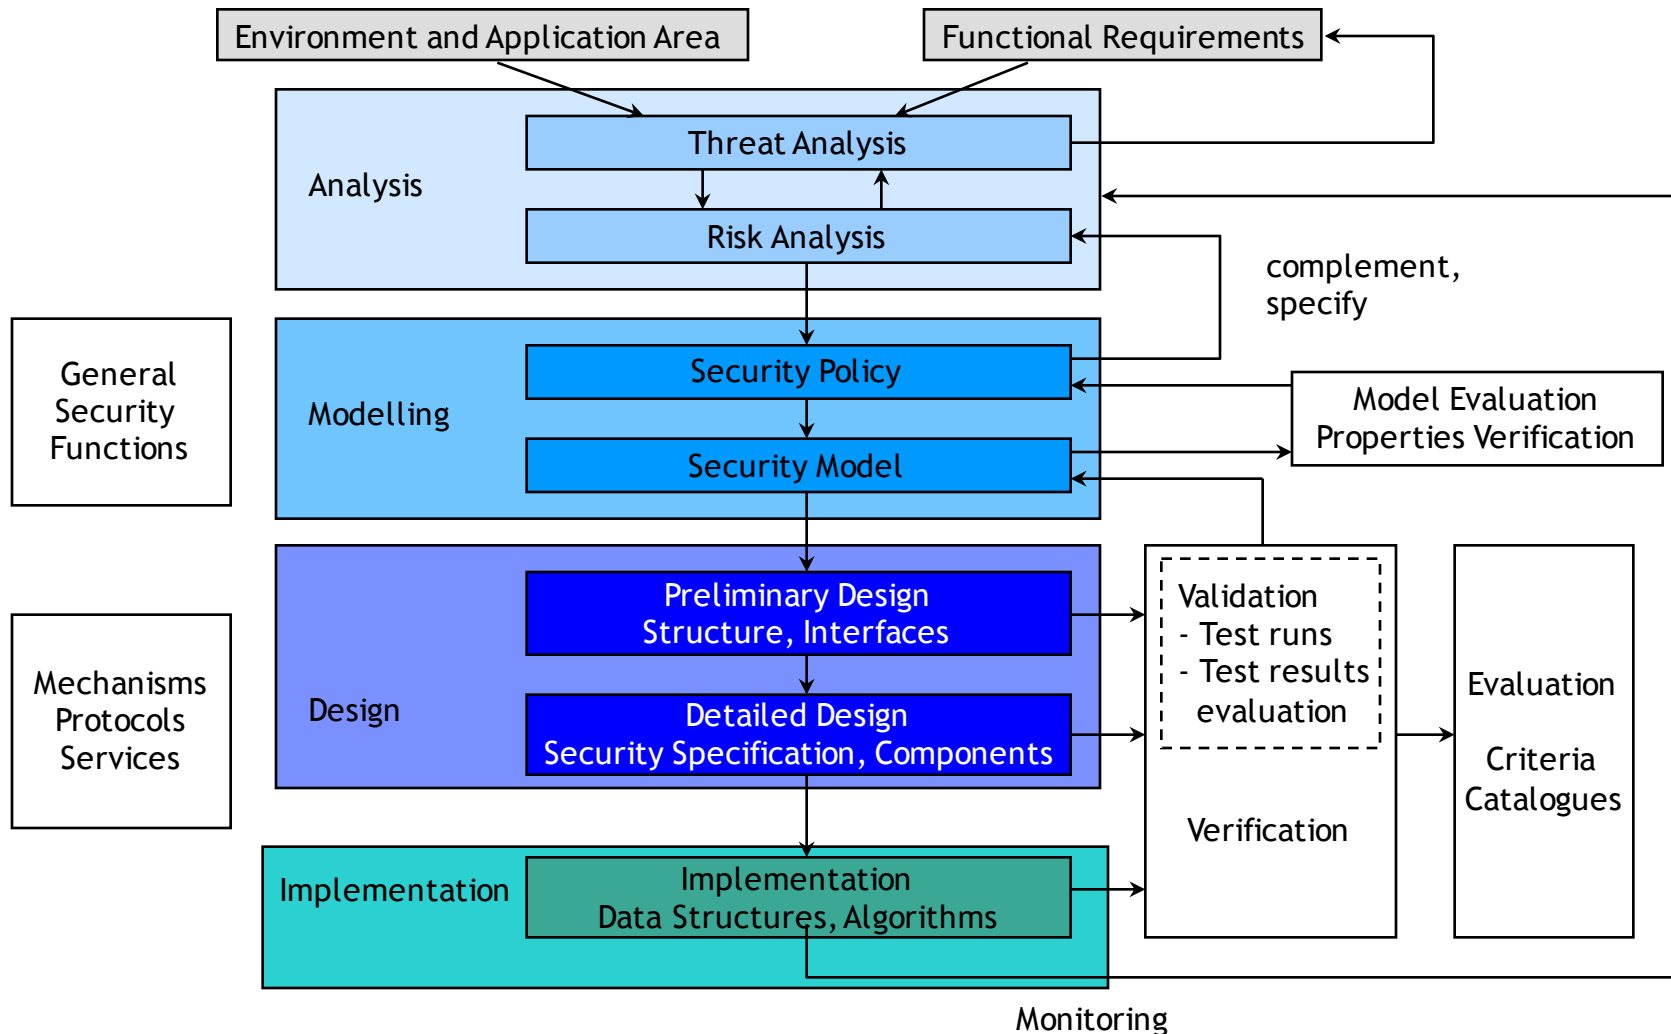 Environment and Application Area
Functional Requirements
Analysis
Threat Analysis
Risk Analysis
complement,
specify
General
Security
Functions
Modelling
Security Policy
Security Model
Model Evaluation
Properties Verification
Mechanisms
Protocols
Services
Design
Preliminary Design
Structure, Interfaces
Detailed Design
Security Specification, Components
Validation
- Test runs
- Test results
evaluation
Verification
Evaluation
Criteria
Catalogues
Implementation
Implementation
Data Structures, Algorithms
Monitoring